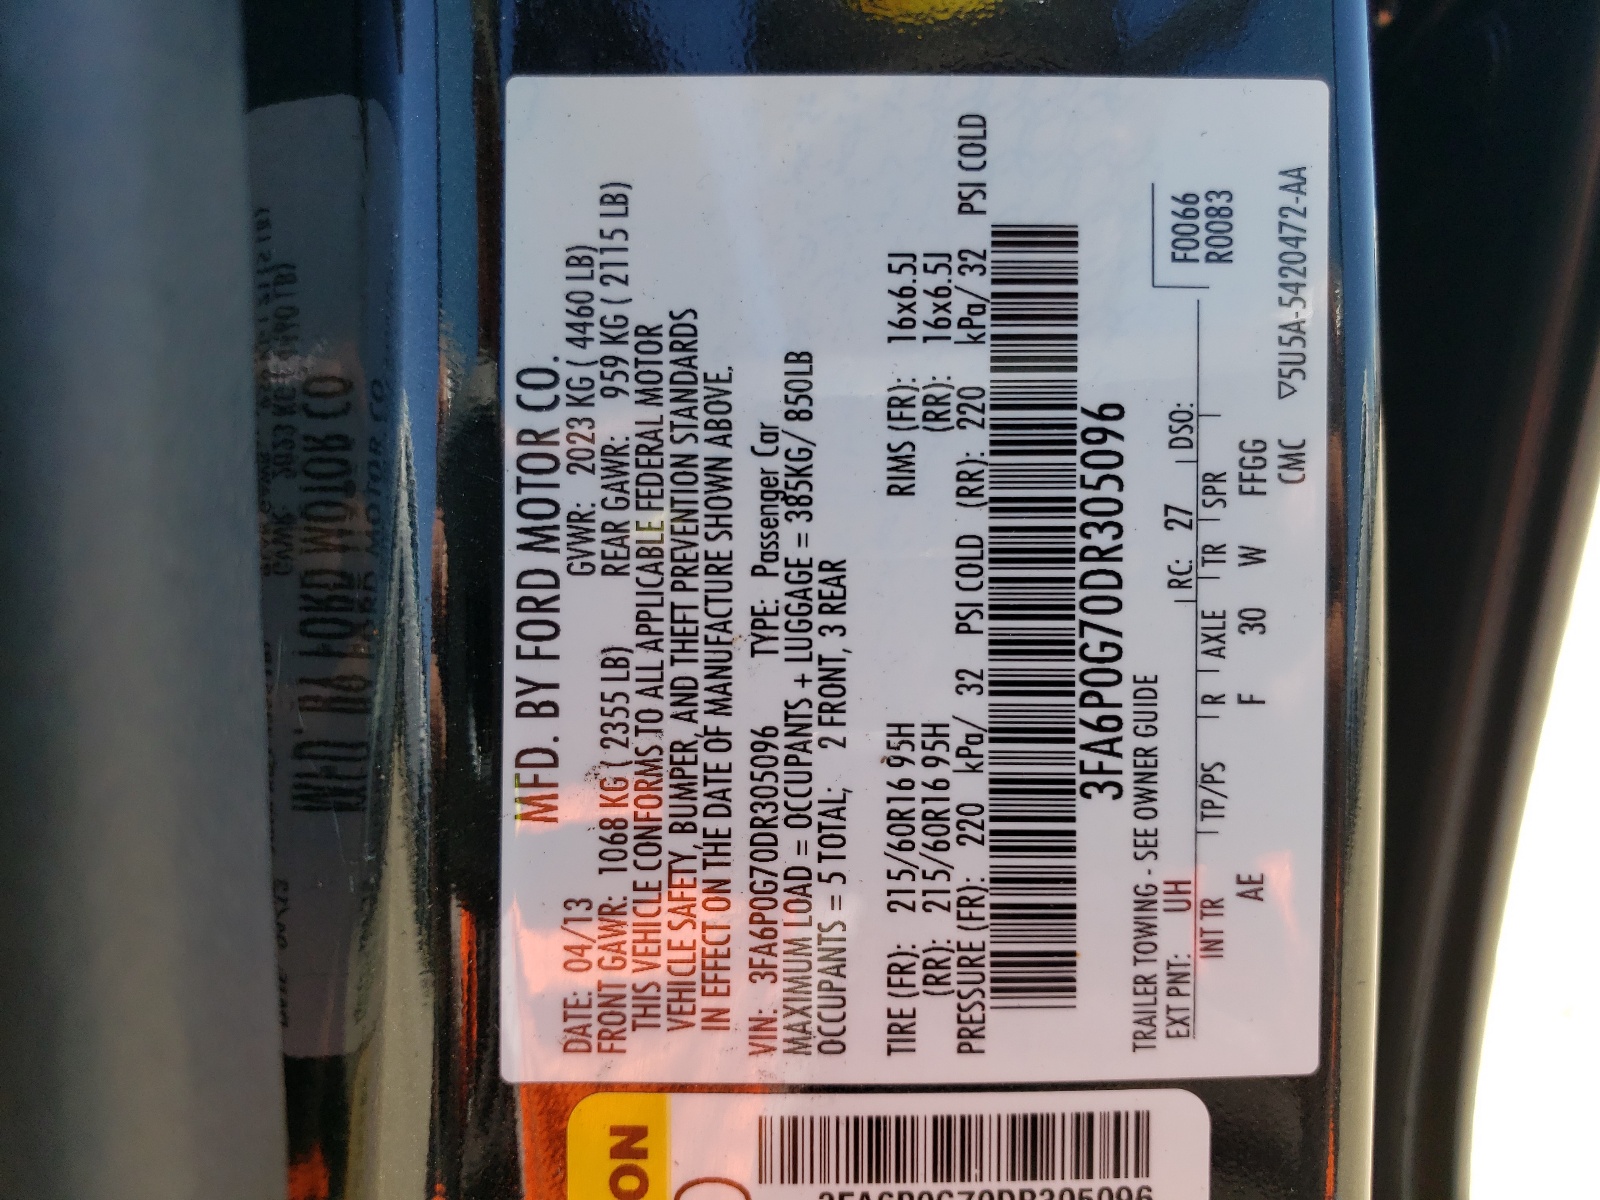 MFD. BY FORD MOTOR CO.
DATE: 04/13 GVWR: 2023 KG ( 4460 LB)
FRONT GAWR: 1068 KG ( 2355 LB) REAR GAWR: 959 KG ( 2115 LB)
THIS VEHICLE CONFORMS TO ALL APPLICABLE FEDERAL MOTOR
VEHICLE SAFETY, BUMPER, AND THEFT PREVENTION STANDARDS
IN EFFECT ON THE DATE OF MANUFACTURE SHOWN ABOVE.
VIN: 3FA6P0G70DR305096 TYPE: Passenger Car
MAXIMUM LOAD = OCCUPANTS + LUGGAGE = 385KG/ 850LB
OCCUPANTS = 5 TOTAL; 2 FRONT, 3 REAR
TIRE (FR): 215/60R16 95H RIMS (FR): 16x6.5J
(RR): 215/60R16 95H (RR): 16x6.5J
PRESSURE (FR): 220 kPa/ 32 PSI COLD (RR): 220 kPa/ 32 PSI COLD
3FA6P0G70DR305096
TRAILER TOWING - SEE OWNER GUIDE
EXT PNT: UH RC: 27 DSO: F0066
R0083
INT TR TP/PS R AXLE TR SPR
AE F 30 W FFGG
CMC ▽5U5A-5420472-AA
ON
3FA6P0G70DR305096